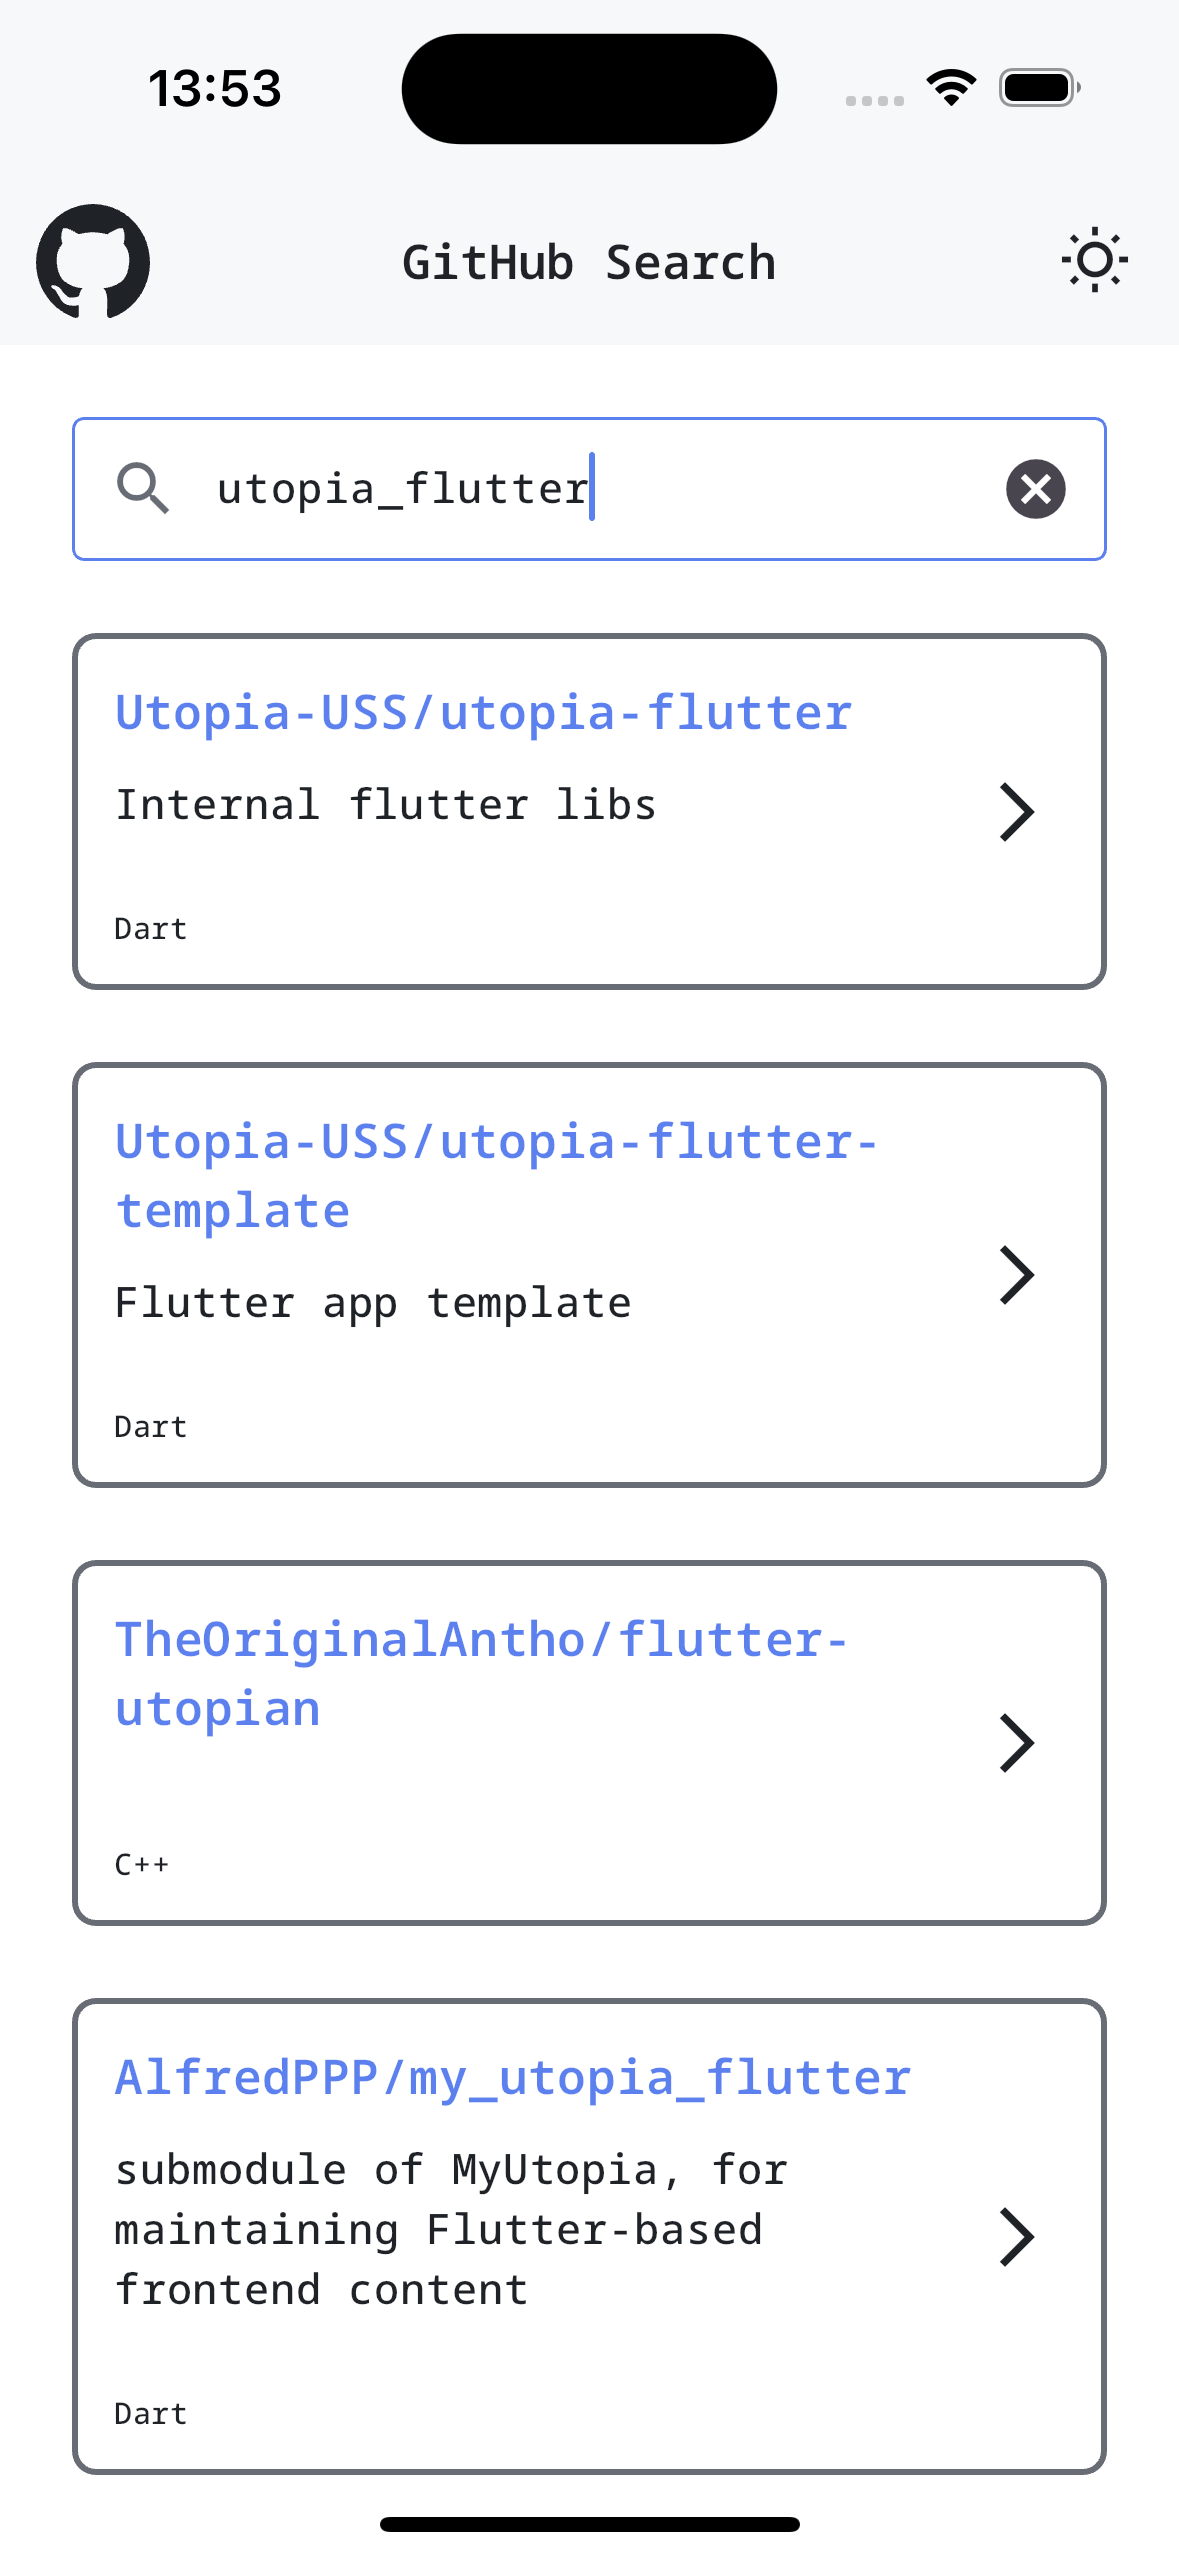 13:53
GitHub Search
utopia_flutter
Utopia-USS/utopia-flutter
Internal flutter libs
Dart
Utopia-USS/utopia-flutter-
template
Flutter app template
Dart
TheOriginalAntho/flutter-
utopian
C++
AlfredPPP/my_utopia_flutter
submodule of MyUtopia, for
maintaining Flutter-based
frontend content
Dart